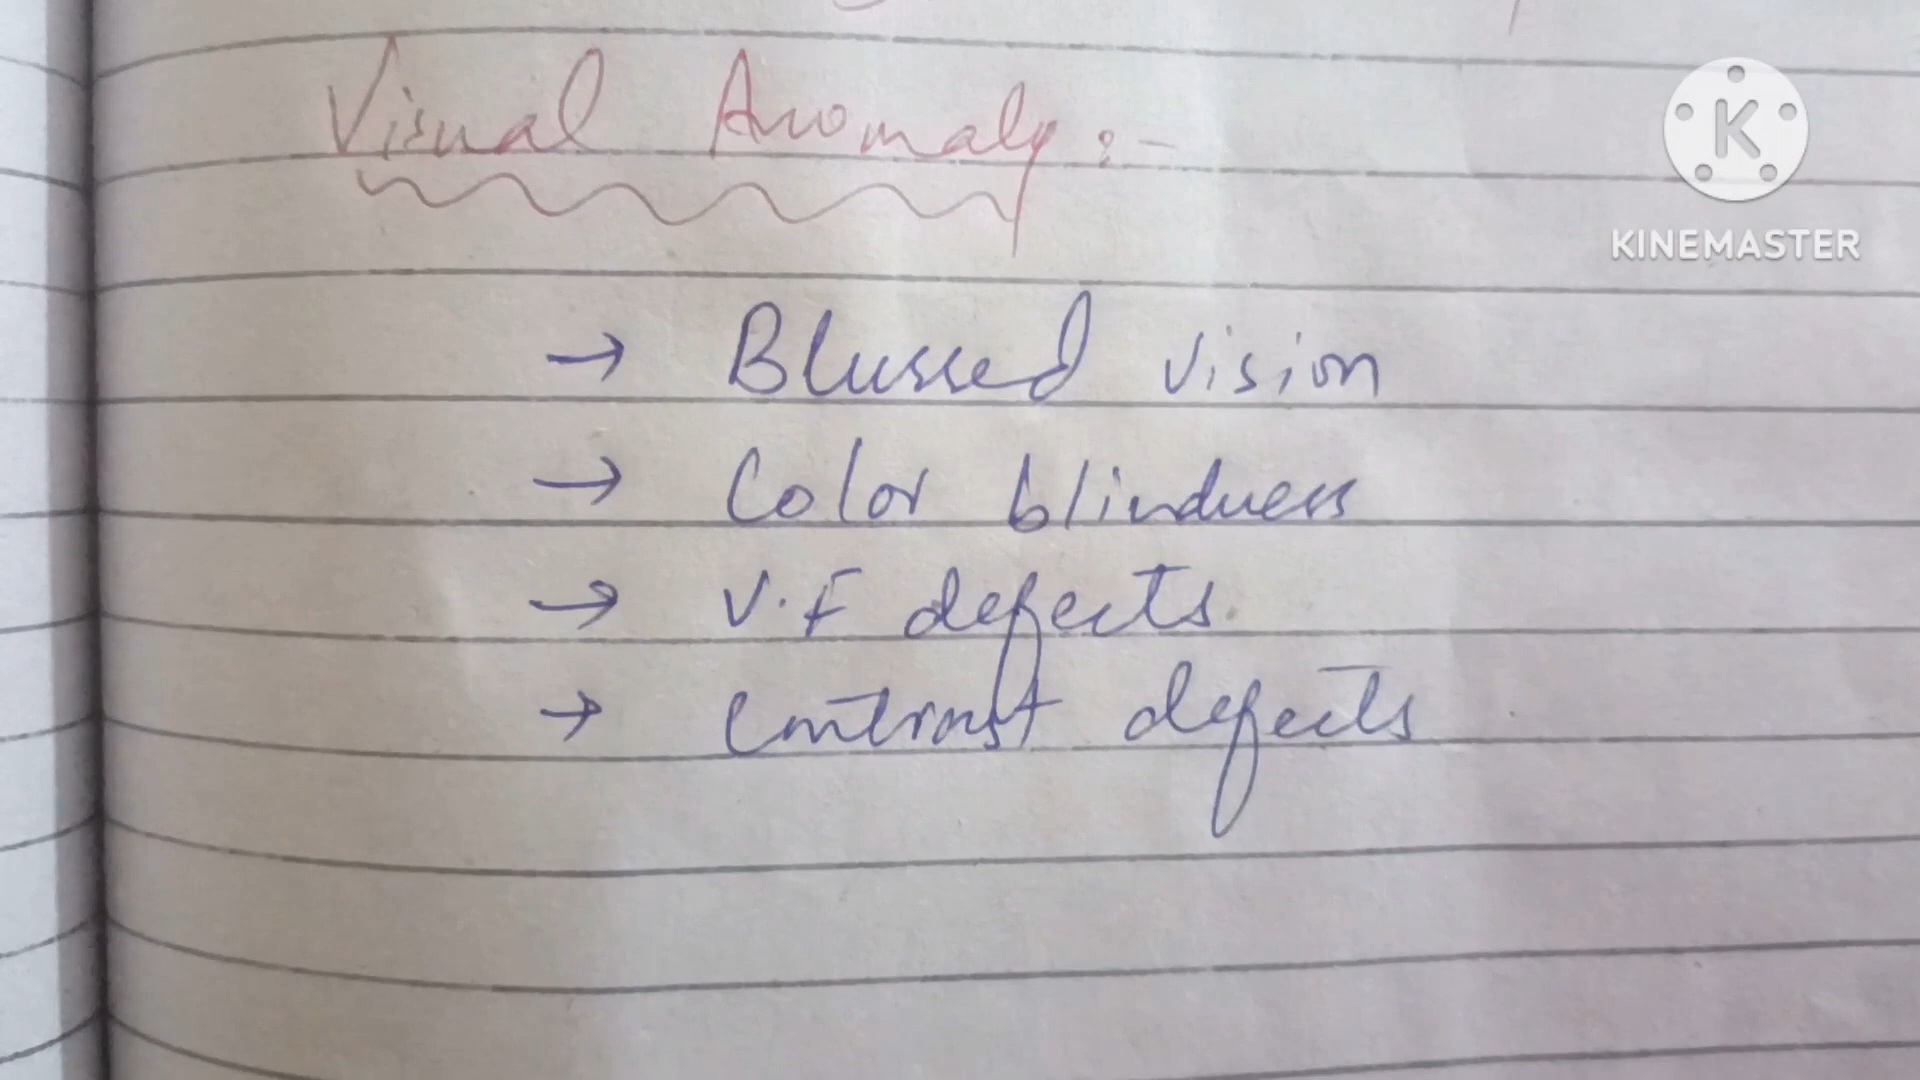 Visual Anomaly :-
→ Blurred vision
→ Color blindness
→ V.F defects
→ Contrast defects
K
KINEMASTER